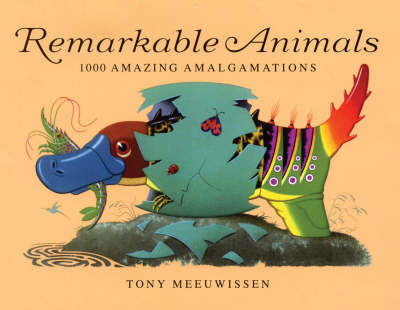 Remarkable Animals
1000 AMAZING AMALGAMATIONS
TONY MEEUWISSEN